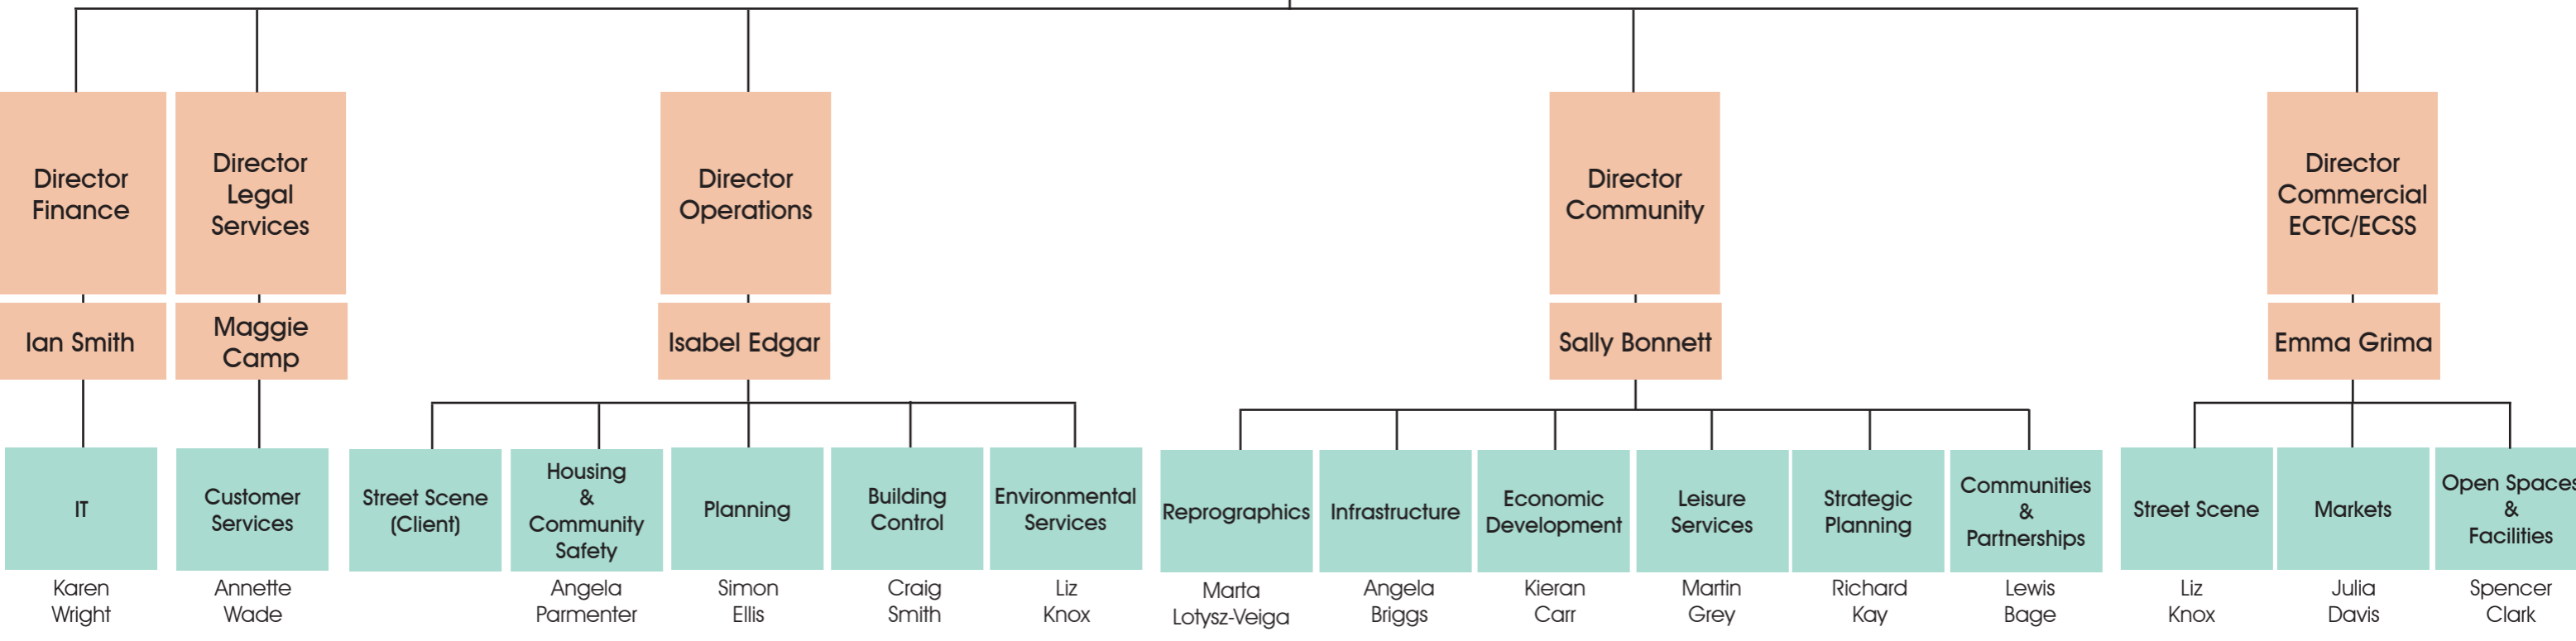 Director
Finance
Director
Legal
Services
Director
Operations
Director
Community
Director
Commercial
ECTC/ECSS
Ian Smith
Maggie
Camp
Isabel Edgar
Sally Bonnett
Emma Grima
IT
Customer
Services
Street Scene
(Client)
Housing
&
Community
Safety
Planning
Building
Control
Environmental
Services
Reprographics
Infrastructure
Economic
Development
Leisure
Services
Strategic
Planning
Communities
&
Partnerships
Street Scene
Markets
Open Spaces
&
Facilities
Karen
Wright
Annette
Wade
Angela
Parmenter
Simon
Ellis
Craig
Smith
Liz
Knox
Marta
Lotysz-Veiga
Angela
Briggs
Kieran
Carr
Martin
Grey
Richard
Kay
Lewis
Bage
Liz
Knox
Julia
Davis
Spencer
Clark